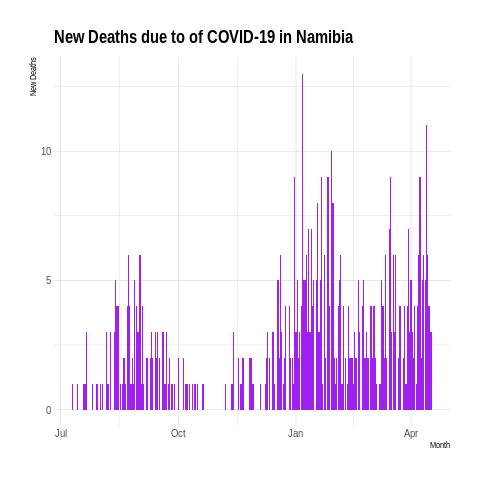 New Deaths due to of COVID-19 in Namibia
New Deaths
10
5
0
Jul Oct Jan Apr
Month